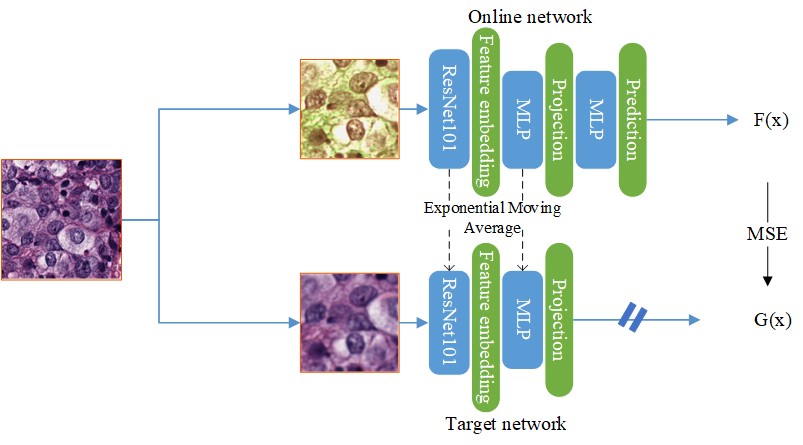 Online network
ResNet101
Feature embedding
MLP
Projection
MLP
Prediction
F(x)
Exponential Moving
Average
MSE
ResNet101
Feature embedding
MLP
Projection
G(x)
Target network